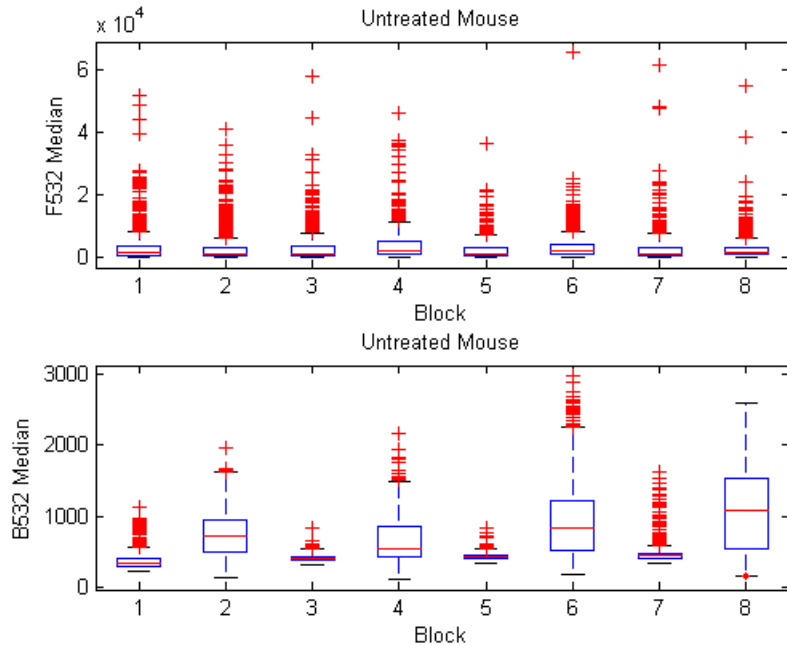 Untreated Mouse
x 10^4
6
4
2
0
F532 Median
1 2 3 4 5 6 7 8
Block
Untreated Mouse
3000
2000
1000
0
B532 Median
1 2 3 4 5 6 7 8
Block